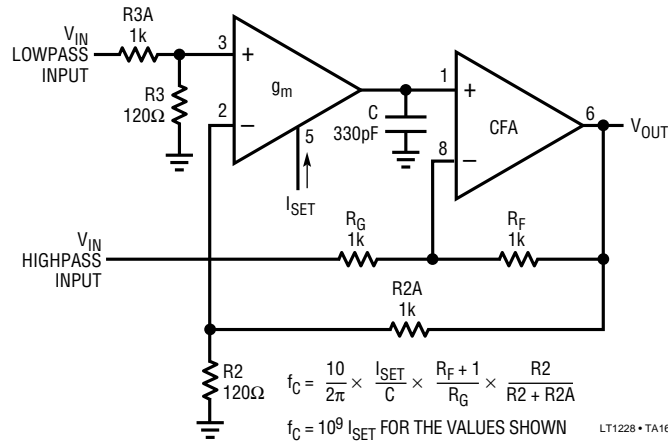 R3A
1k
V_IN
LOWPASS
INPUT
R3
120Ω
3
+
2
−
g_m
5
I_SET
1
+
8
−
CFA
6
V_OUT
C
330pF
V_IN
HIGHPASS
INPUT
R_G
1k
R_F
1k
R2A
1k
R2
120Ω
f_C = 10/2π × I_SET/C × R_F + 1/R_G × R2/R2 + R2A
f_C = 10⁹ I_SET FOR THE VALUES SHOWN
LT1228 • TA16